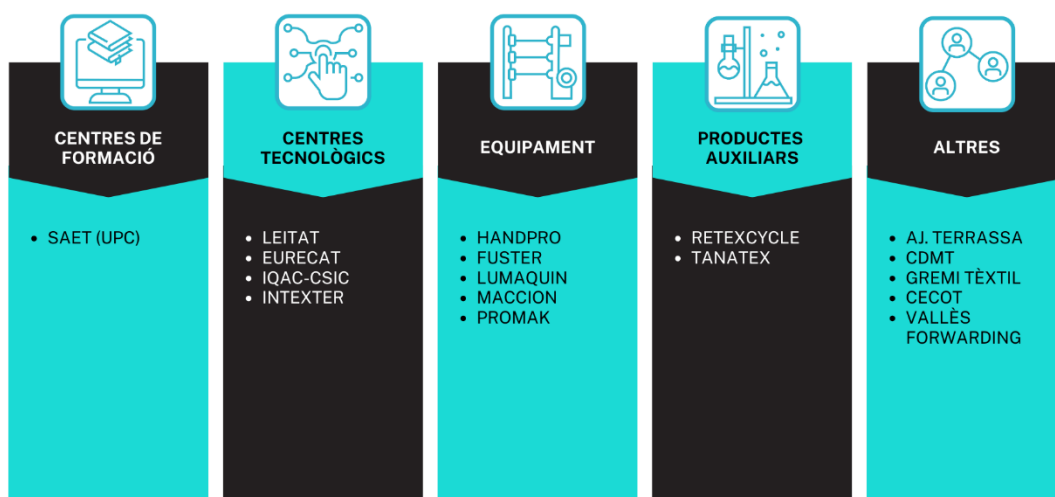 CENTRES DE
FORMACIÓ
• SAET (UPC)
CENTRES
TECNOLÒGICS
• LEITAT
• EURECAT
• IQAC-CSIC
• INTEXTER
EQUIPAMENT
• HANDPRO
• FUSTER
• LUMAQUIN
• MACCION
• PROMAK
PRODUCTES
AUXILIARS
• RETEXCYCLE
• TANATEX
ALTRES
• AJ. TERRASSA
• CDMT
• GREMI TÈXTIL
• CECOT
• VALLÈS
FORWARDING